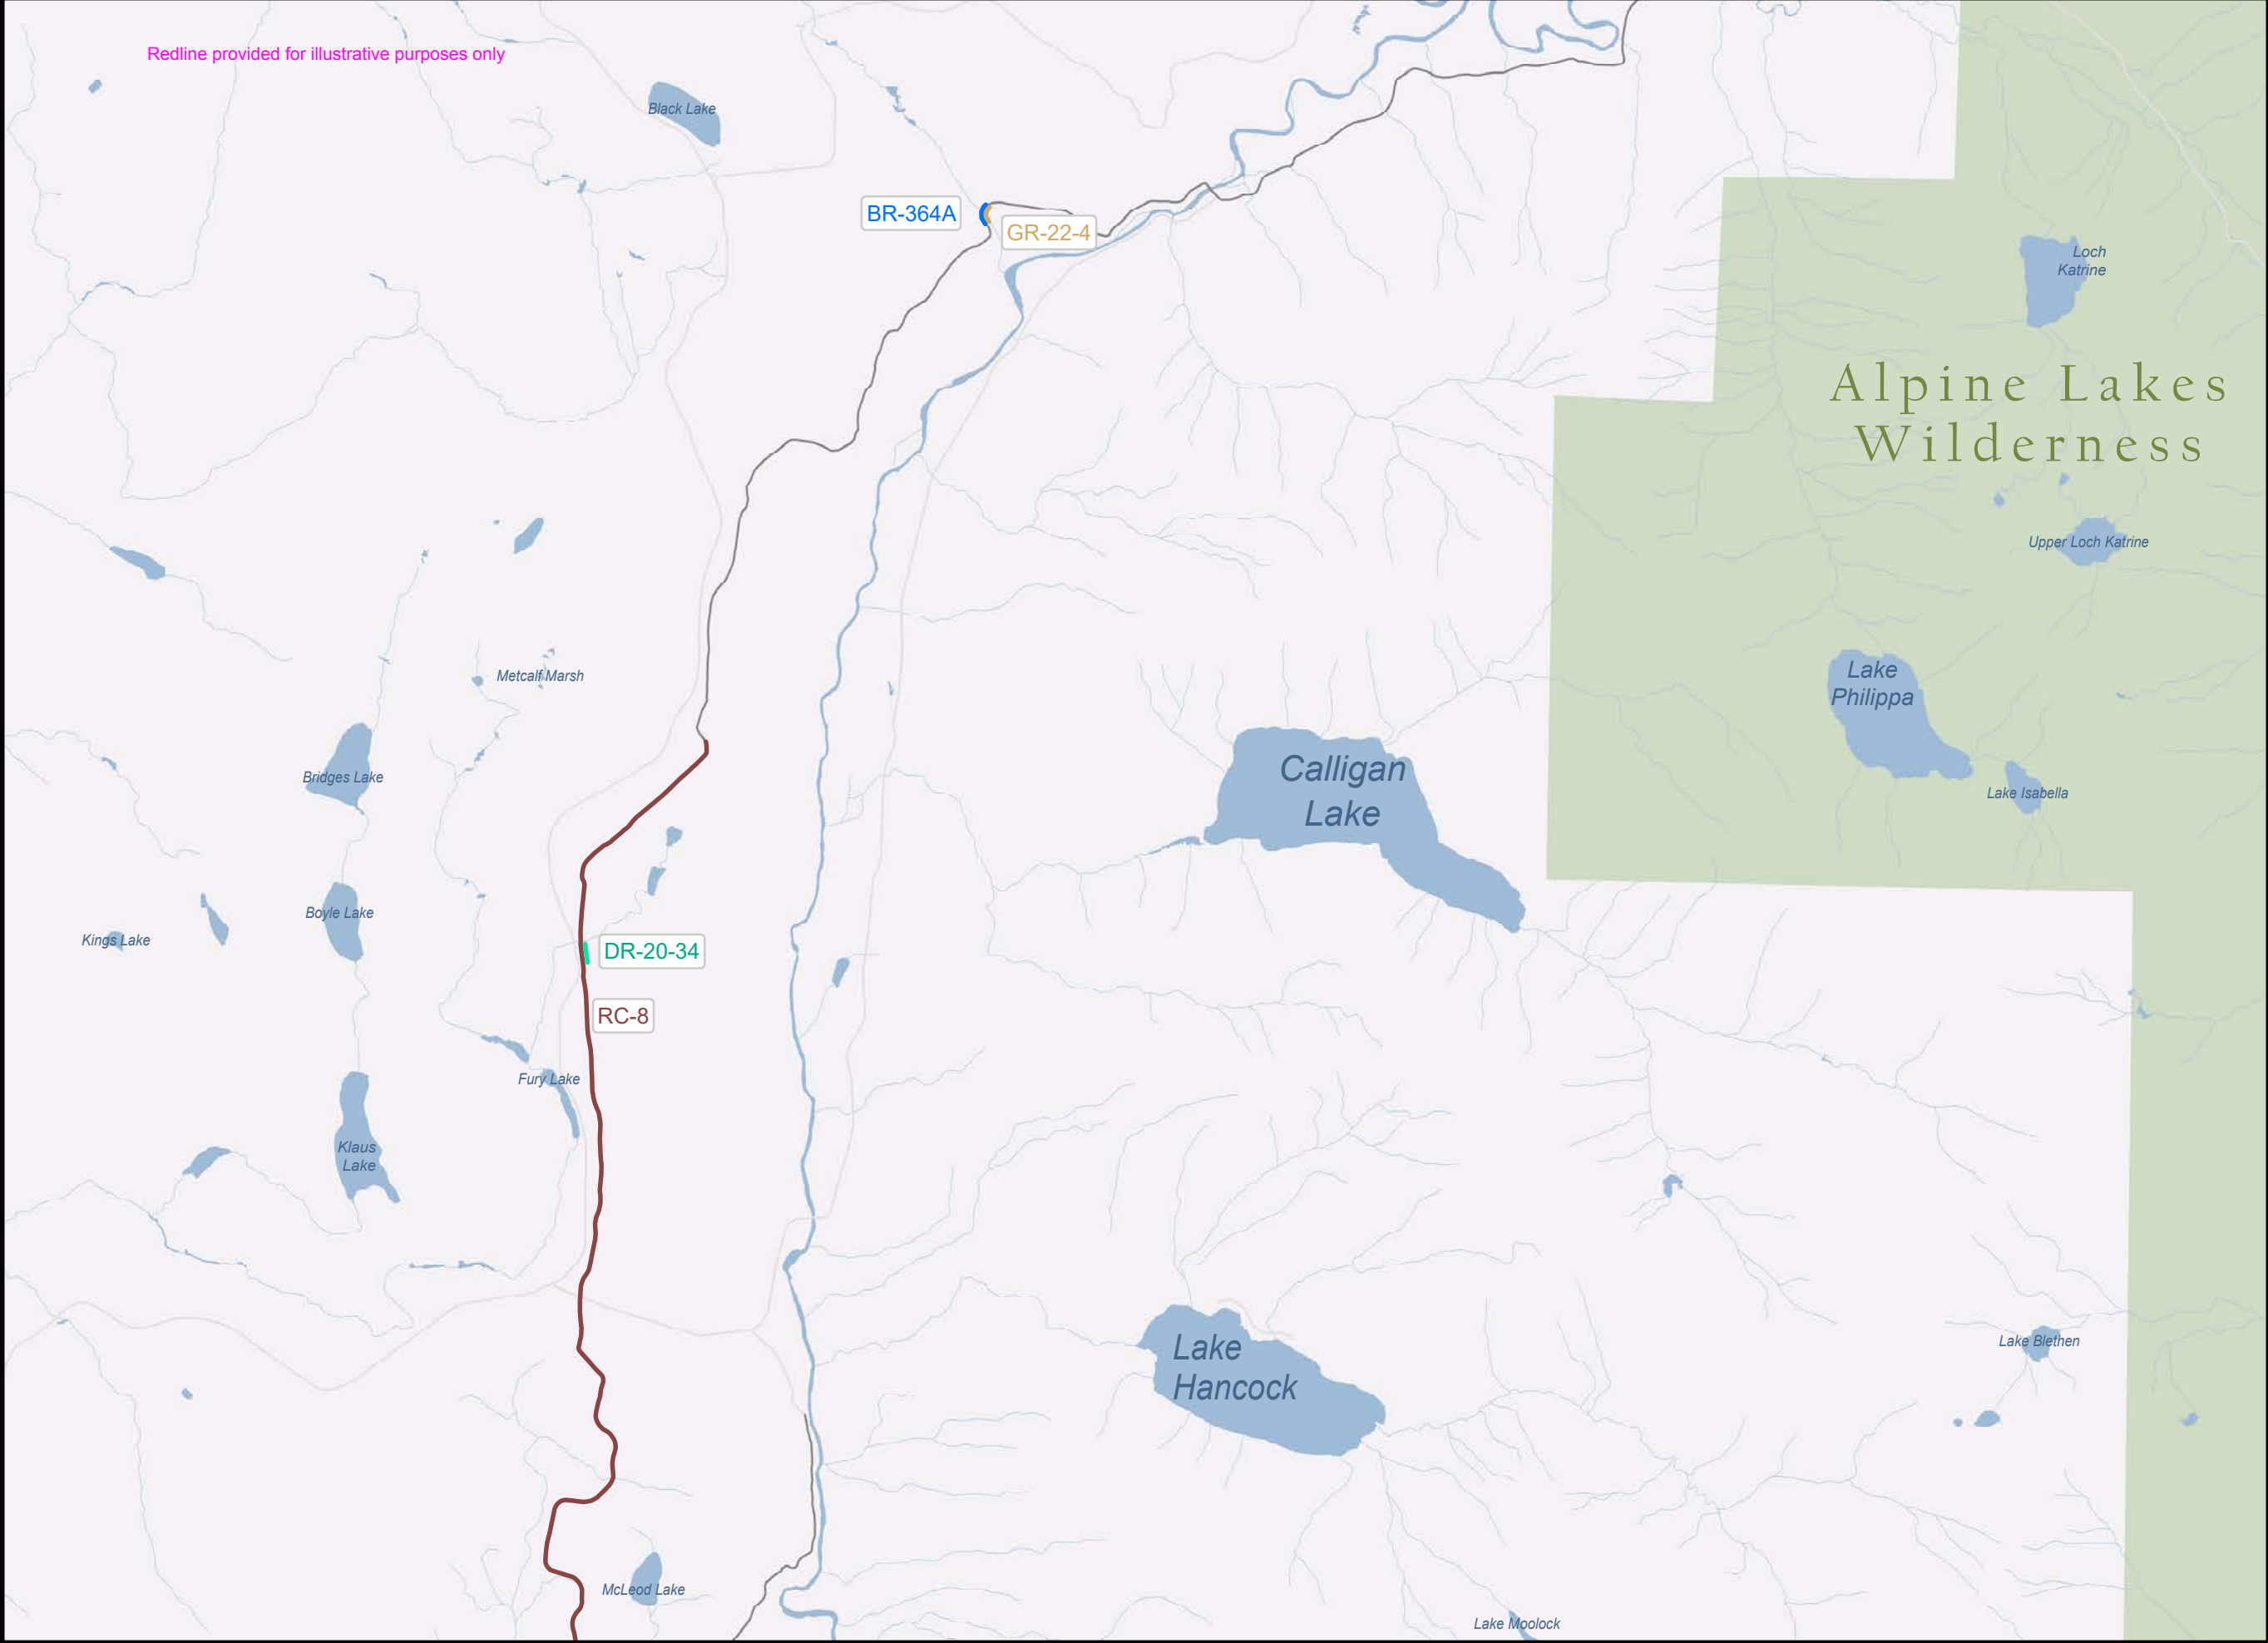 Redline provided for illustrative purposes only
Black Lake
BR-364A
GR-22-4
Loch
Katrine
Alpine Lakes
Wilderness
Upper Loch Katrine
Metcalf Marsh
Lake
Philippa
Bridges Lake
Calligan
Lake
Lake Isabella
Boyle Lake
Kings Lake
DR-20-34
RC-8
Fury Lake
Klaus
Lake
Lake
Hancock
Lake Blethen
McLeod Lake
Lake Moolock